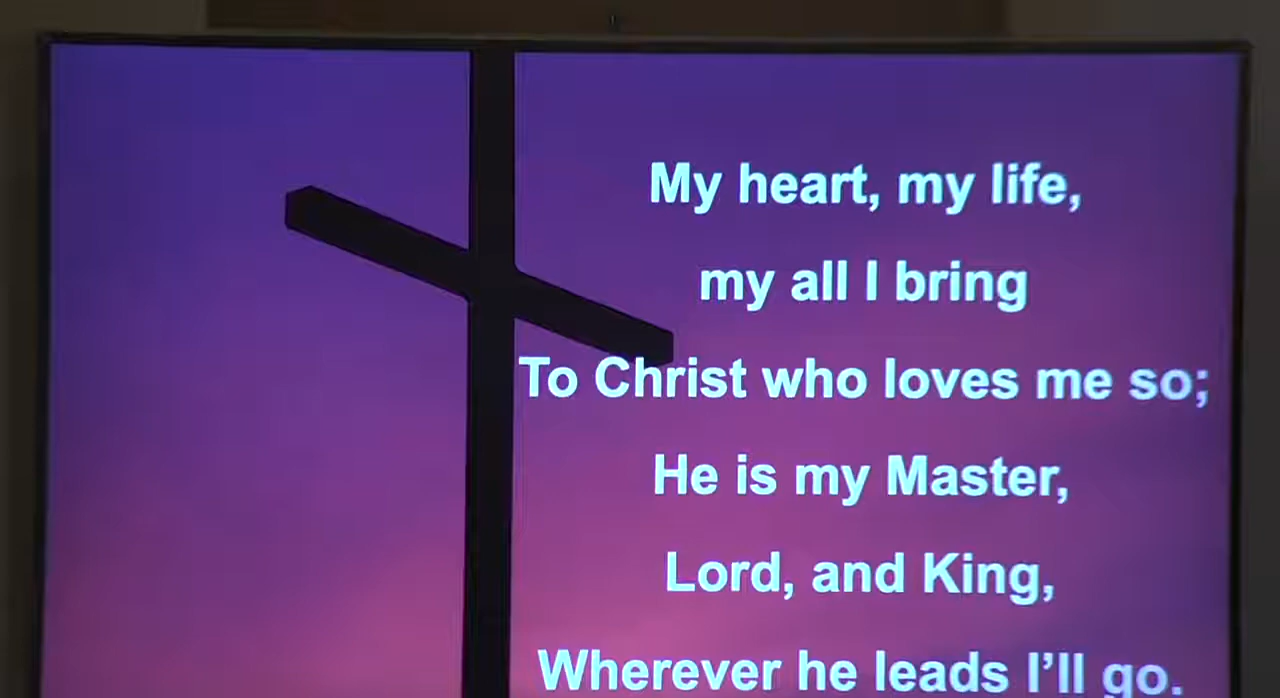 My heart, my life,
my all I bring
To Christ who loves me so;
He is my Master,
Lord, and King,
Wherever he leads I’ll go.